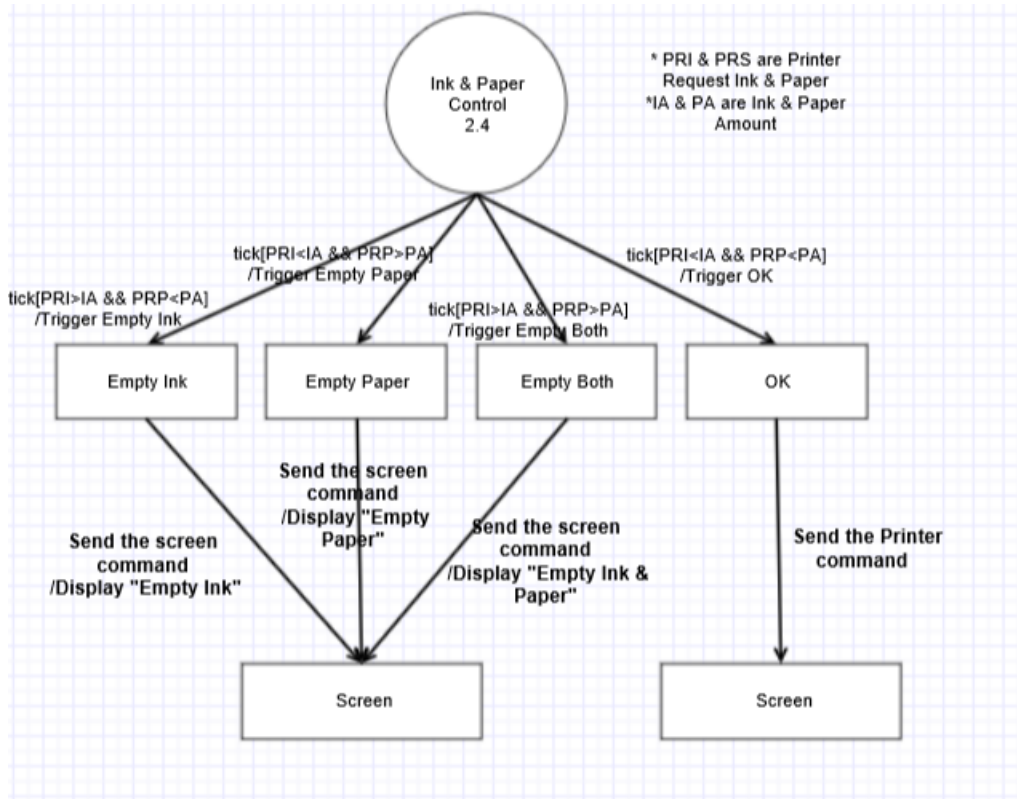 Ink & Paper
Control
2.4
* PRI & PRS are Printer
Request Ink & Paper
*IA & PA are Ink & Paper
Amount
tick[PRI<IA && PRP>PA]
/Trigger Empty Paper
tick[PRI<IA && PRP<PA]
/Trigger OK
tick[PRI>IA && PRP<PA]
/Trigger Empty Ink
tick[PRI>IA && PRP>PA]
/Trigger Empty Both
Empty Ink
Empty Paper
Empty Both
OK
Send the screen
command
/Display "Empty
Paper"
Send the screen
command
/Display "Empty Ink &
Paper"
Send the Printer
command
Send the screen
command
/Display "Empty Ink"
Screen
Screen